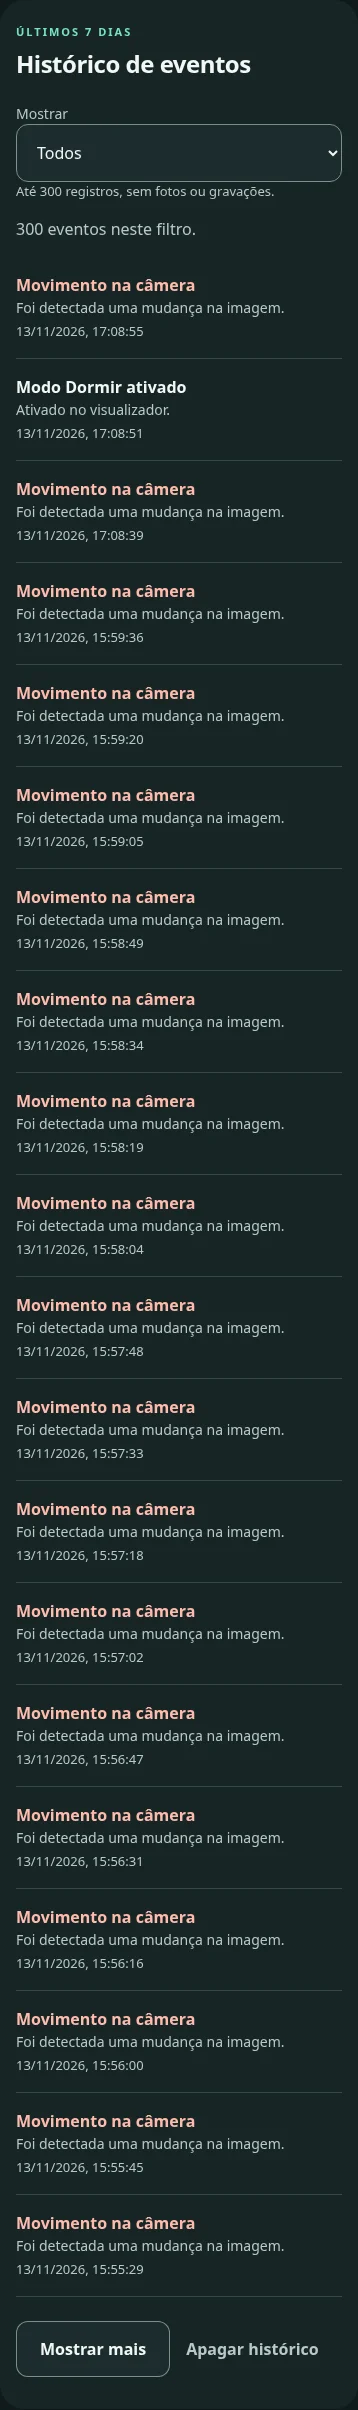 ÚLTIMOS 7 DIAS
Histórico de eventos
Mostrar
Todos
Até 300 registros, sem fotos ou gravações.
300 eventos neste filtro.
Movimento na câmera
Foi detectada uma mudança na imagem.
13/11/2026, 17:08:55
Modo Dormir ativado
Ativado no visualizador.
13/11/2026, 17:08:51
Movimento na câmera
Foi detectada uma mudança na imagem.
13/11/2026, 17:08:39
Movimento na câmera
Foi detectada uma mudança na imagem.
13/11/2026, 15:59:36
Movimento na câmera
Foi detectada uma mudança na imagem.
13/11/2026, 15:59:20
Movimento na câmera
Foi detectada uma mudança na imagem.
13/11/2026, 15:59:05
Movimento na câmera
Foi detectada uma mudança na imagem.
13/11/2026, 15:58:49
Movimento na câmera
Foi detectada uma mudança na imagem.
13/11/2026, 15:58:34
Movimento na câmera
Foi detectada uma mudança na imagem.
13/11/2026, 15:58:19
Movimento na câmera
Foi detectada uma mudança na imagem.
13/11/2026, 15:58:04
Movimento na câmera
Foi detectada uma mudança na imagem.
13/11/2026, 15:57:48
Movimento na câmera
Foi detectada uma mudança na imagem.
13/11/2026, 15:57:33
Movimento na câmera
Foi detectada uma mudança na imagem.
13/11/2026, 15:57:18
Movimento na câmera
Foi detectada uma mudança na imagem.
13/11/2026, 15:57:02
Movimento na câmera
Foi detectada uma mudança na imagem.
13/11/2026, 15:56:47
Movimento na câmera
Foi detectada uma mudança na imagem.
13/11/2026, 15:56:31
Movimento na câmera
Foi detectada uma mudança na imagem.
13/11/2026, 15:56:16
Movimento na câmera
Foi detectada uma mudança na imagem.
13/11/2026, 15:56:00
Movimento na câmera
Foi detectada uma mudança na imagem.
13/11/2026, 15:55:45
Movimento na câmera
Foi detectada uma mudança na imagem.
13/11/2026, 15:55:29
Mostrar mais
Apagar histórico